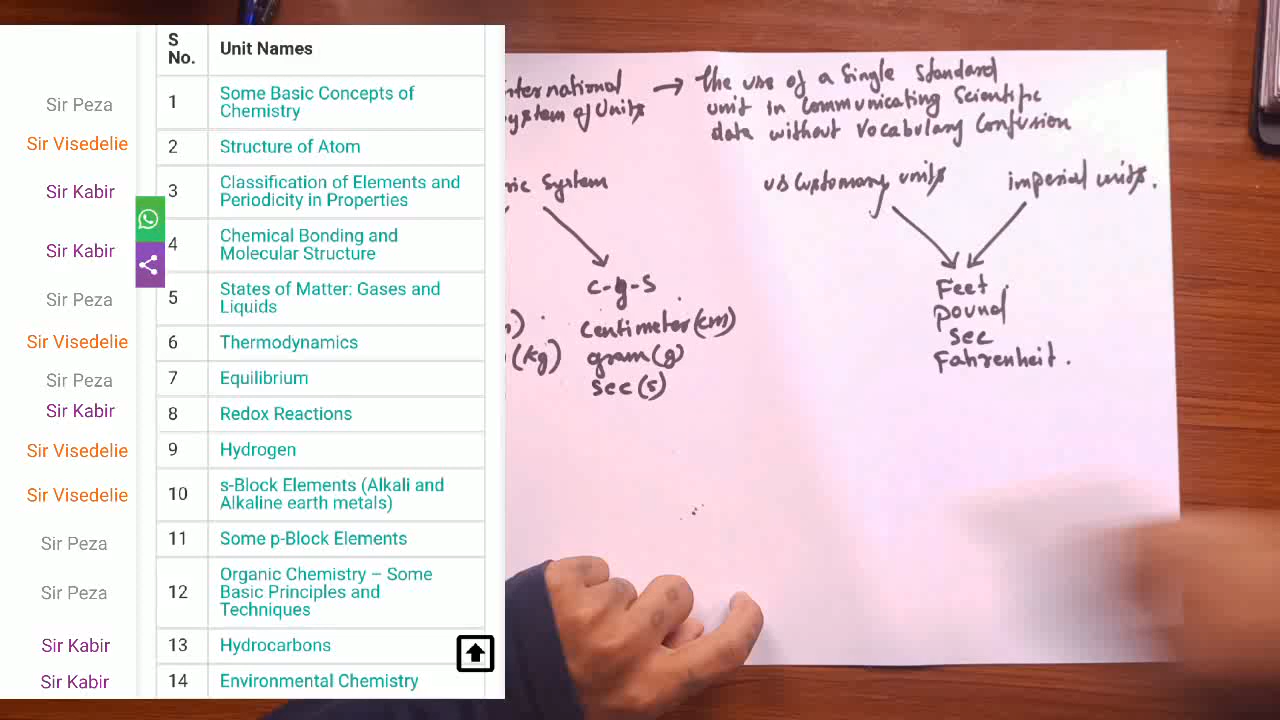 S No. Unit Names
Sir Peza 1 Some Basic Concepts of
Chemistry
Sir Visedelie 2 Structure of Atom
Sir Kabir 3 Classification of Elements and
Periodicity in Properties
Sir Kabir 4 Chemical Bonding and
Molecular Structure
Sir Peza 5 States of Matter: Gases and
Liquids
Sir Visedelie 6 Thermodynamics
Sir Peza 7 Equilibrium
Sir Kabir 8 Redox Reactions
Sir Visedelie 9 Hydrogen
Sir Visedelie 10 s-Block Elements (Alkali and
Alkaline earth metals)
Sir Peza 11 Some p-Block Elements
Sir Peza 12 Organic Chemistry – Some
Basic Principles and
Techniques
Sir Kabir 13 Hydrocarbons
Sir Kabir 14 Environmental Chemistry
nternational → the use of a single standard
ystem of Units unit in communicating scientific
data without vocabulary confusion
ric System us customary units imperial units.
c-g-s
centimeter (cm)
(kg) gram (g)
sec (s)
Feet
pound
sec
Fahrenheit.